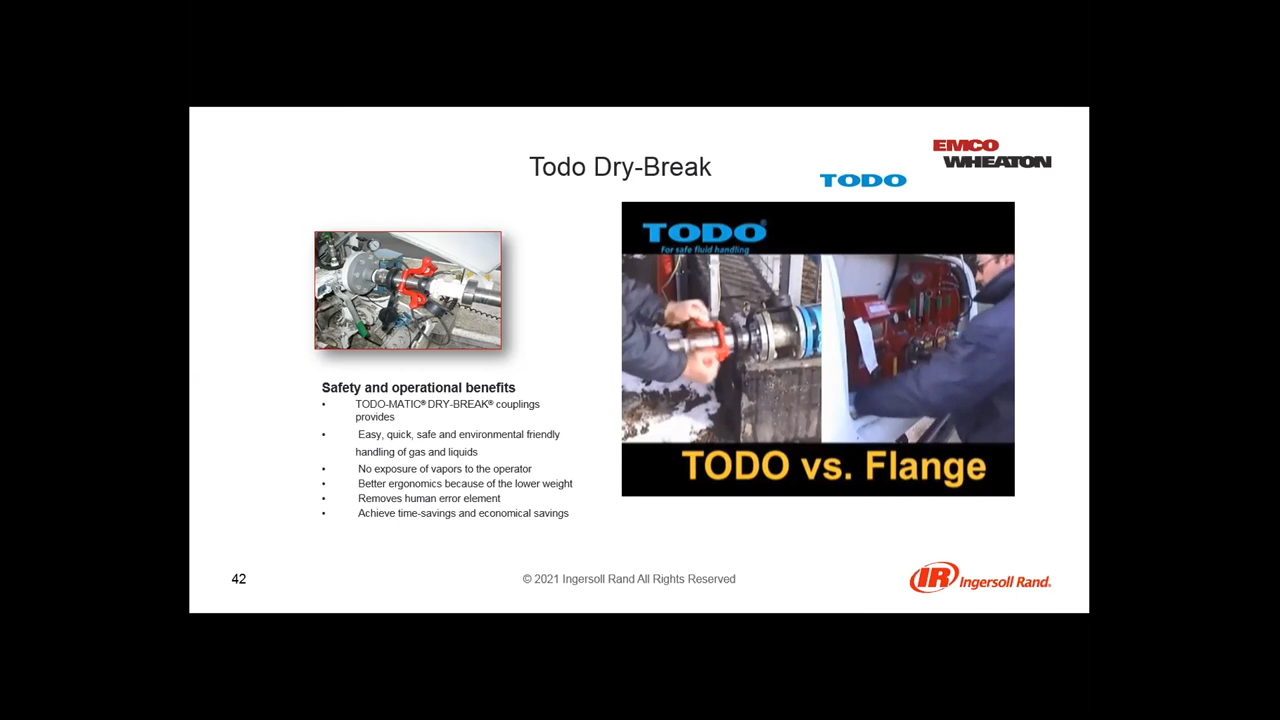 EMCO
WHEATON
Todo Dry-Break
TODO
TODO®
For safe fluid handling
Safety and operational benefits
• TODO-MATIC® DRY-BREAK® couplings
provides
• Easy, quick, safe and environmental friendly
handling of gas and liquids
• No exposure of vapors to the operator
• Better ergonomics because of the lower weight
• Removes human error element
• Achieve time-savings and economical savings
TODO vs. Flange
42
© 2021 Ingersoll Rand All Rights Reserved
IR Ingersoll Rand®